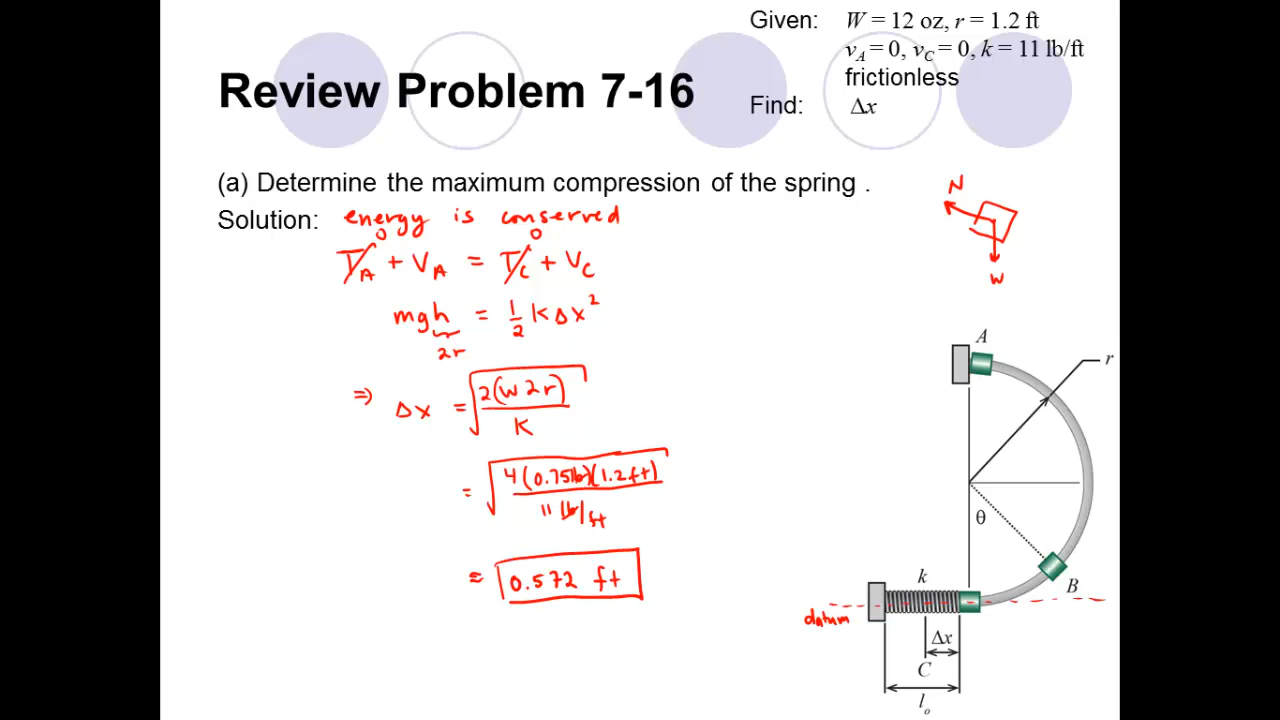 Given: W = 12 oz, r = 1.2 ft
vA = 0, vC = 0, k = 11 lb/ft
frictionless
Find: Δx
Review Problem 7-16
(a) Determine the maximum compression of the spring .
Solution: energy is conserved
0 0
TA + VA = TC + VC
mgh = 1/2 k Δx²
2r
⇒ Δx = √(2(W2r)/k)
= √(4(0.75lb)(1.2ft)/11 lb/ft)
= 0.572 ft
N
W
A
r
θ
k
B
datum
Δx
C
lo